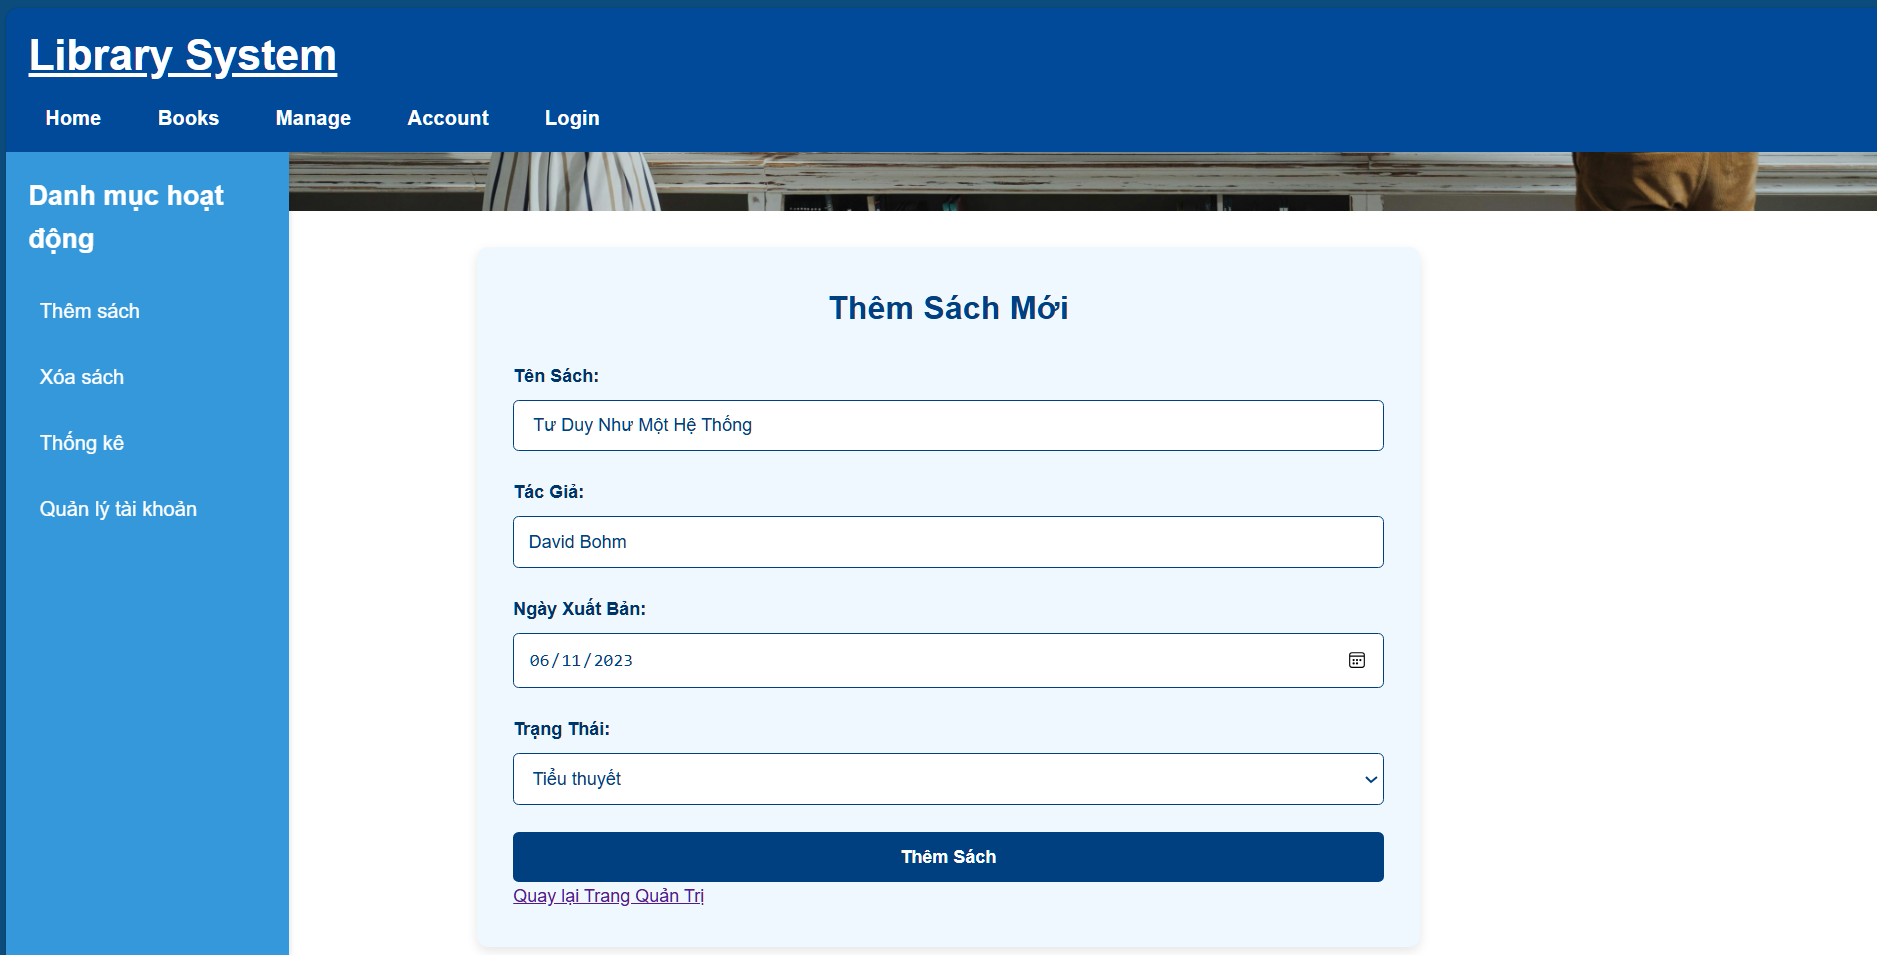 Library System
Home Books Manage Account Login
Danh mục hoạt
động
Thêm sách
Xóa sách
Thống kê
Quản lý tài khoản
Thêm Sách Mới
Tên Sách:
Tư Duy Như Một Hệ Thống
Tác Giả:
David Bohm
Ngày Xuất Bản:
06/11/2023
Trạng Thái:
Tiểu thuyết
Thêm Sách
Quay lại Trang Quản Trị